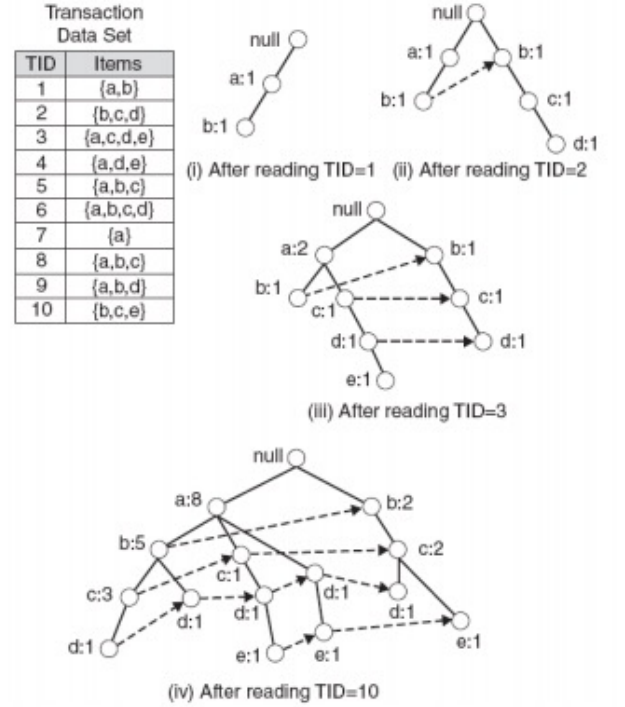 Transaction
Data Set
TID Items
1 {a,b}
2 {b,c,d}
3 {a,c,d,e}
4 {a,d,e}
5 {a,b,c}
6 {a,b,c,d}
7 {a}
8 {a,b,c}
9 {a,b,d}
10 {b,c,e}
null
a:1
b:1
(i) After reading TID=1
null
a:1 b:1
b:1 c:1
d:1
(ii) After reading TID=2
null
a:2 b:1
b:1 c:1 c:1
d:1 d:1
e:1
(iii) After reading TID=3
null
a:8 b:2
b:5 c:2
c:3 c:1 d:1
d:1 d:1 d:1 d:1
e:1 e:1 e:1
(iv) After reading TID=10